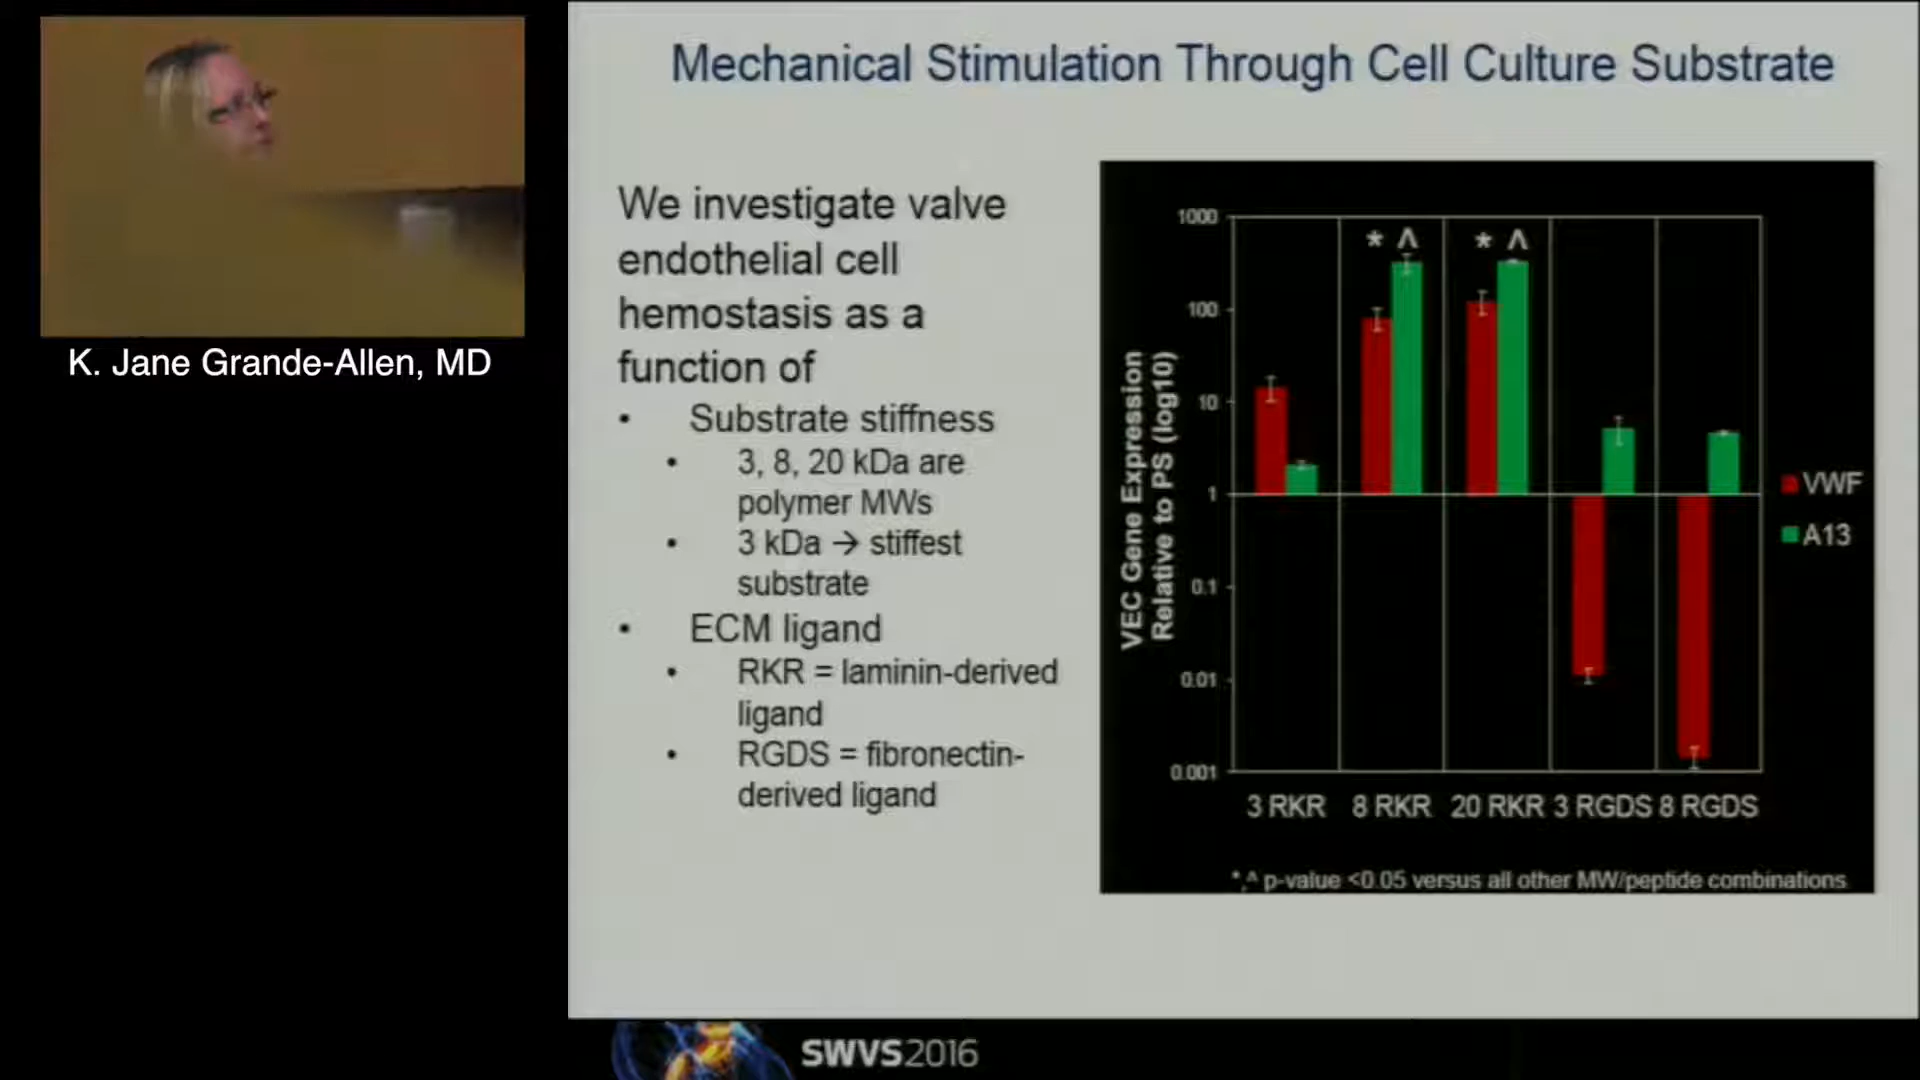 K. Jane Grande-Allen, MD
Mechanical Stimulation Through Cell Culture Substrate
We investigate valve
endothelial cell
hemostasis as a
function of
• Substrate stiffness
• 3, 8, 20 kDa are
polymer MWs
• 3 kDa → stiffest
substrate
• ECM ligand
• RKR = laminin-derived
ligand
• RGDS = fibronectin-
derived ligand
VEC Gene Expression
Relative to PS (log10)
1000
100
10
1
0.1
0.01
0.001
* ^ * ^
3 RKR 8 RKR 20 RKR 3 RGDS 8 RGDS
VWF
A13
*,^ p-value <0.05 versus all other MW/peptide combinations
SWVS2016